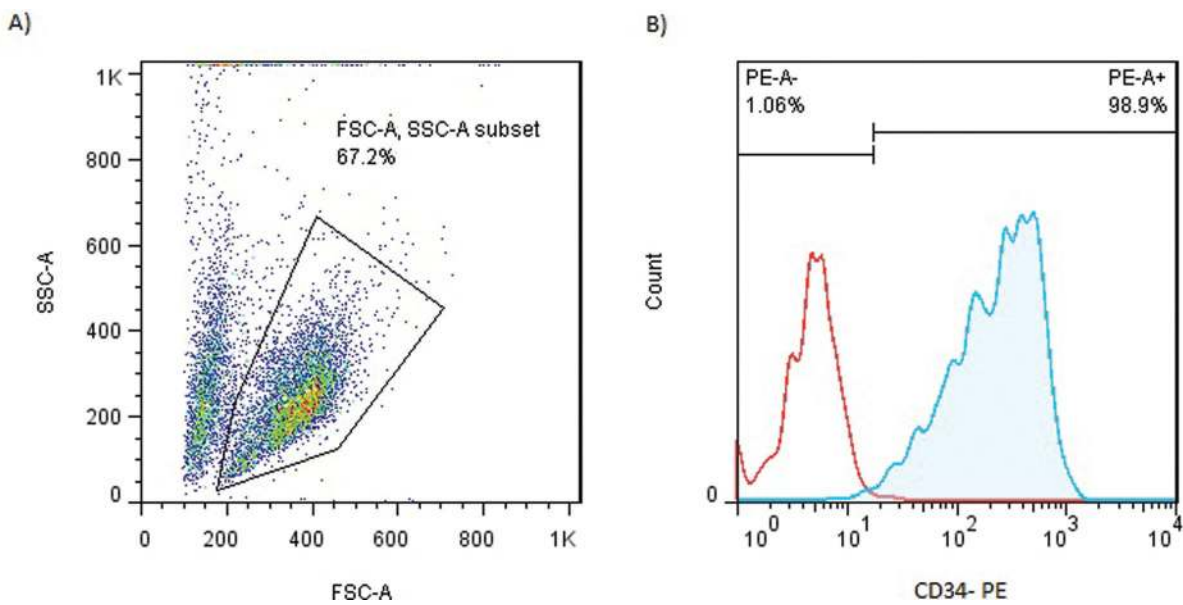 A)
1K
800
600
400
200
0
SSC-A
FSC-A, SSC-A subset
67.2%
0 200 400 600 800 1K
FSC-A
B)
PE-A-
1.06%
PE-A+
98.9%
Count
0
10^0 10^1 10^2 10^3 10^4
CD34- PE